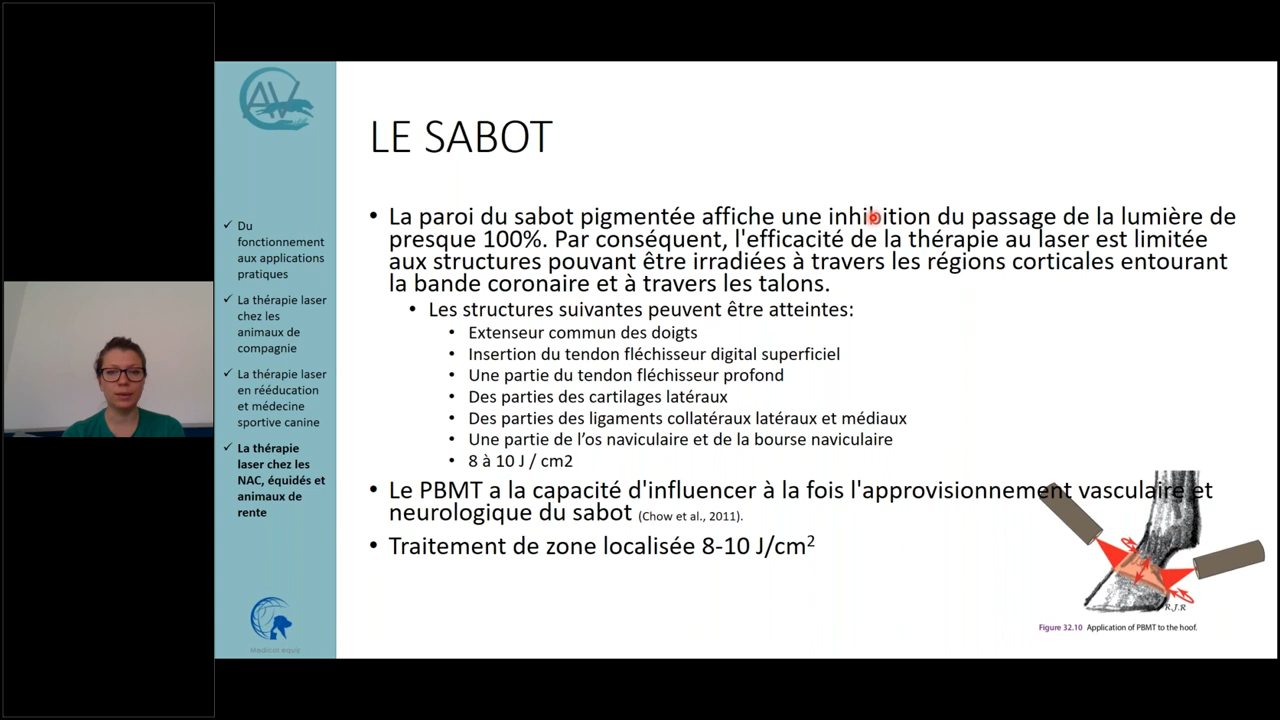 AV
Du
fonctionnement
aux applications
pratiques
La thérapie laser
chez les
animaux de
compagnie
La thérapie laser
en rééducation
et médecine
sportive canine
La thérapie
laser chez les
NAC, équidés et
animaux de
rente
Medical equip
LE SABOT
La paroi du sabot pigmentée affiche une inhibition du passage de la lumière de
presque 100%. Par conséquent, l'efficacité de la thérapie au laser est limitée
aux structures pouvant être irradiées à travers les régions corticales entourant
la bande coronaire et à travers les talons.
Les structures suivantes peuvent être atteintes:
Extenseur commun des doigts
Insertion du tendon fléchisseur digital superficiel
Une partie du tendon fléchisseur profond
Des parties des cartilages latéraux
Des parties des ligaments collatéraux latéraux et médiaux
Une partie de l’os naviculaire et de la bourse naviculaire
8 à 10 J / cm2
Le PBMT a la capacité d'influencer à la fois l'approvisionnement vasculaire et
neurologique du sabot (Chow et al., 2011).
Traitement de zone localisée 8-10 J/cm²
R.J.R
Figure 32.10 Application of PBMT to the hoof.